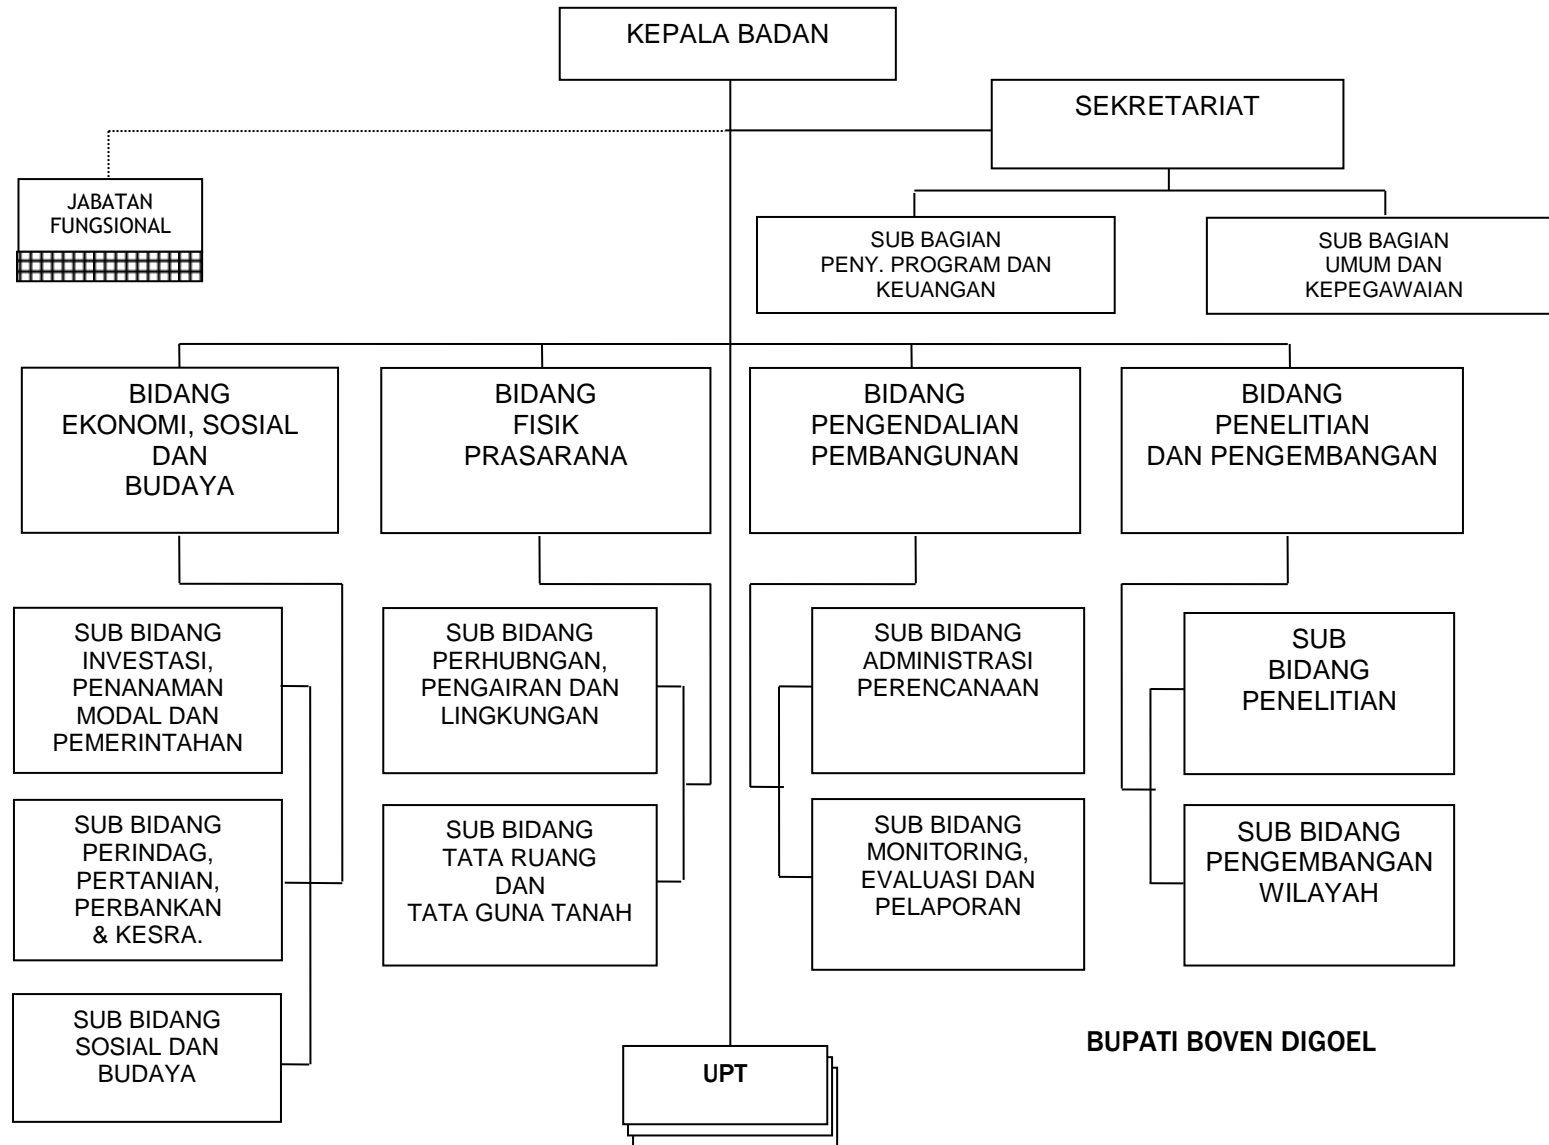 KEPALA BADAN
SEKRETARIAT
JABATAN
FUNGSIONAL
SUB BAGIAN
PENY. PROGRAM DAN
KEUANGAN
SUB BAGIAN
UMUM DAN
KEPEGAWAIAN
BIDANG
EKONOMI, SOSIAL
DAN
BUDAYA
BIDANG
FISIK
PRASARANA
BIDANG
PENGENDALIAN
PEMBANGUNAN
BIDANG
PENELITIAN
DAN PENGEMBANGAN
SUB BIDANG
INVESTASI,
PENANAMAN
MODAL DAN
PEMERINTAHAN
SUB BIDANG
PERHUBNGAN,
PENGAIRAN DAN
LINGKUNGAN
SUB BIDANG
ADMINISTRASI
PERENCANAAN
SUB
BIDANG
PENELITIAN
SUB BIDANG
PERINDAG,
PERTANIAN,
PERBANKAN
& KESRA.
SUB BIDANG
TATA RUANG
DAN
TATA GUNA TANAH
SUB BIDANG
MONITORING,
EVALUASI DAN
PELAPORAN
SUB BIDANG
PENGEMBANGAN
WILAYAH
SUB BIDANG
SOSIAL DAN
BUDAYA
UPT
BUPATI BOVEN DIGOEL